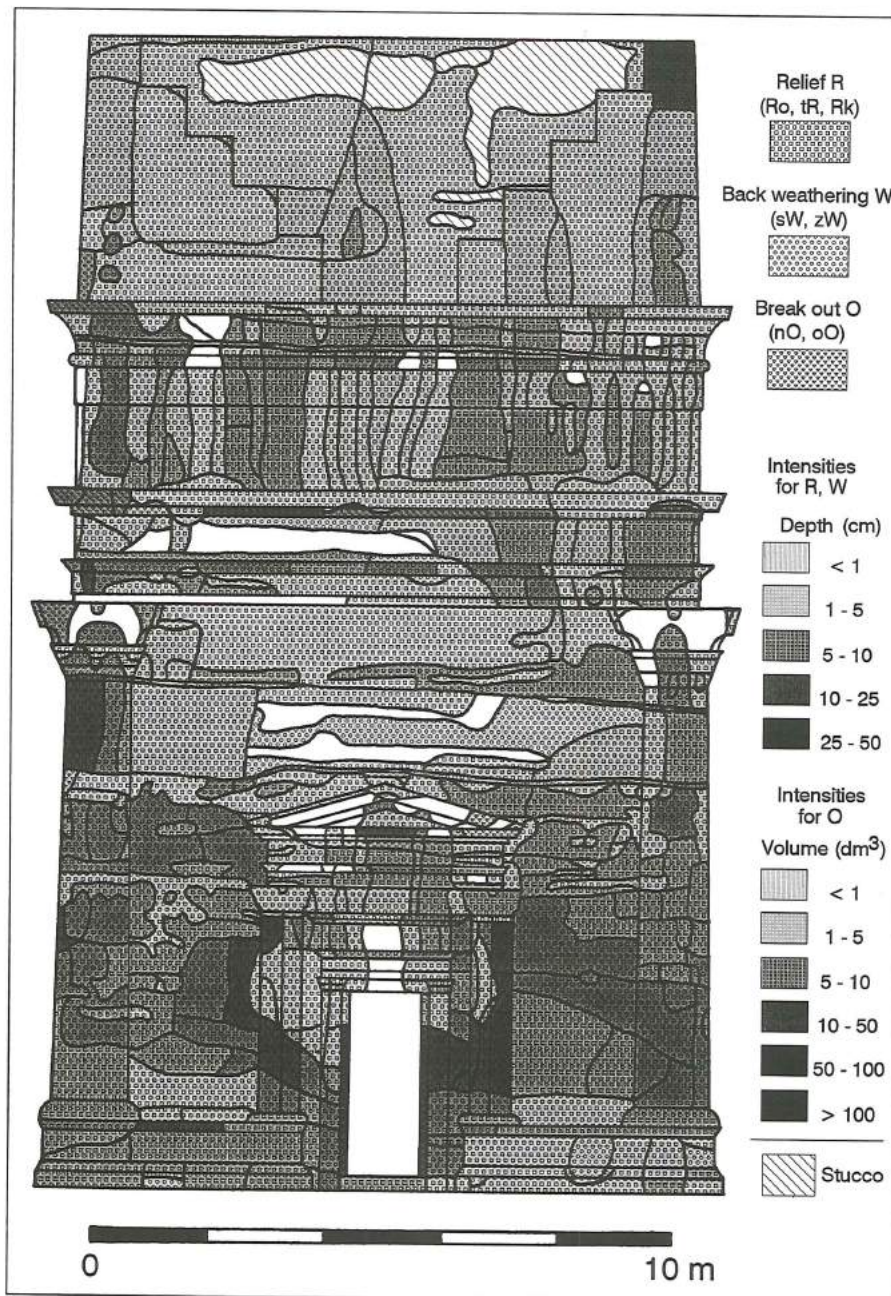 Relief R
(Ro, tR, Rk)
Back weathering W
(sW, zW)
Break out O
(nO, oO)
Intensities
for R, W
Depth (cm)
< 1
1 - 5
5 - 10
10 - 25
25 - 50
Intensities
for O
Volume (dm³)
< 1
1 - 5
5 - 10
10 - 50
50 - 100
> 100
Stucco
0 10 m